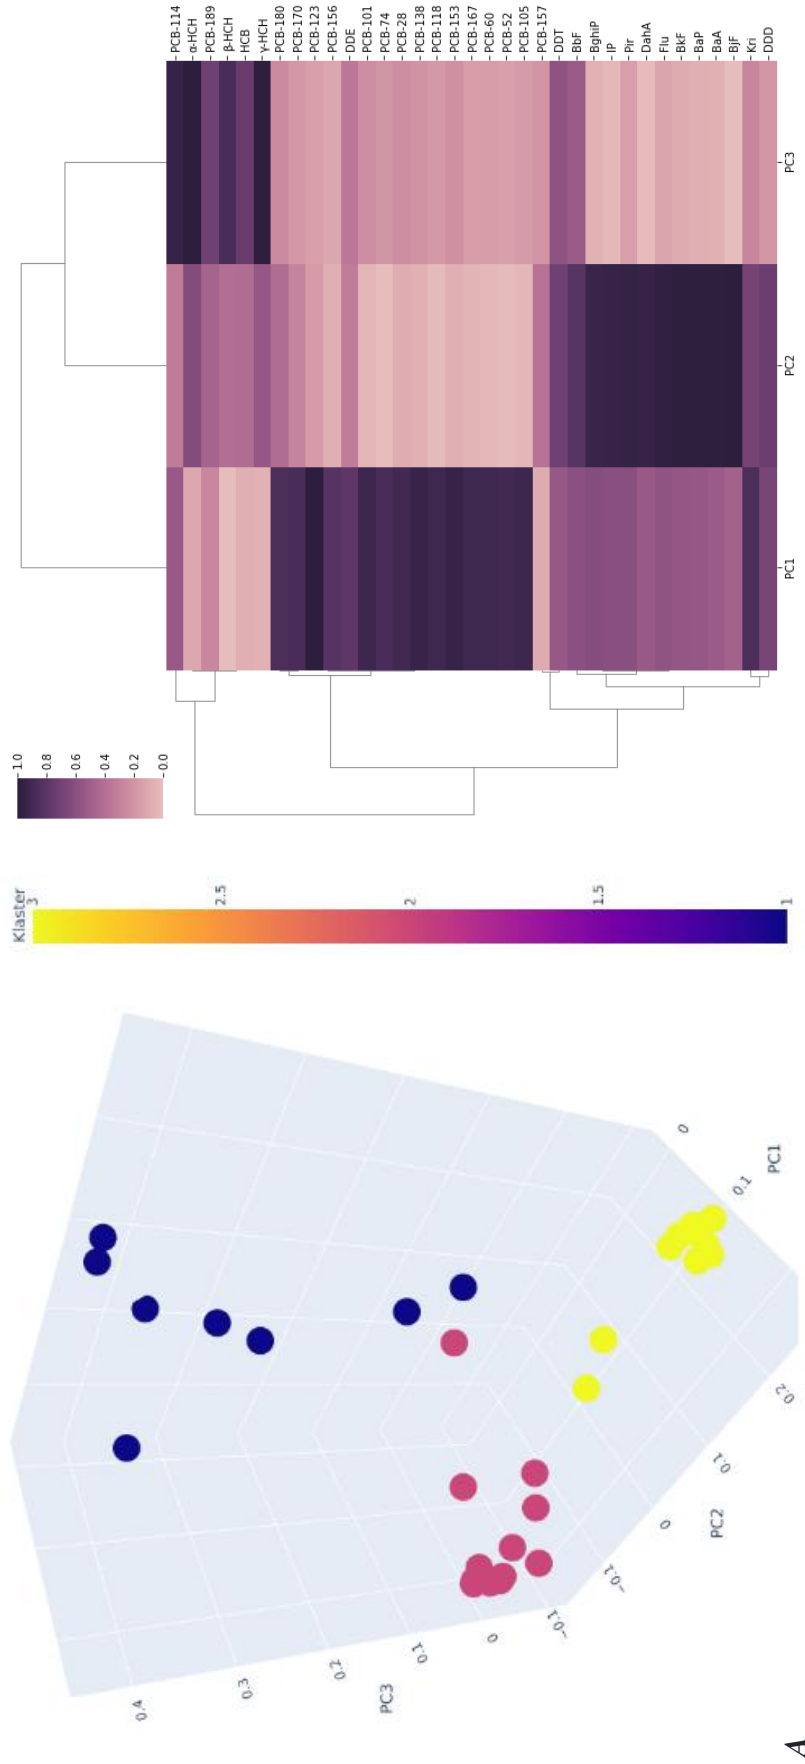 A
PC3
0.4
0.3
0.2
0.1
0
−0.1
−0.1
0
0.1
0.2
PC2
0.1
0
PC1
Klaster
3
2.5
2
1.5
1
1.0
0.8
0.6
0.4
0.2
0.0
PCB-114
α-HCH
PCB-189
β-HCH
HCB
γ-HCH
PCB-180
PCB-170
PCB-123
PCB-156
DDE
PCB-101
PCB-74
PCB-28
PCB-138
PCB-118
PCB-153
PCB-167
PCB-60
PCB-52
PCB-105
PCB-157
DDT
BbF
BghiP
IP
Pir
DahA
Flu
BkF
BaP
BaA
BjF
Kri
DDD
PC1
PC2
PC3